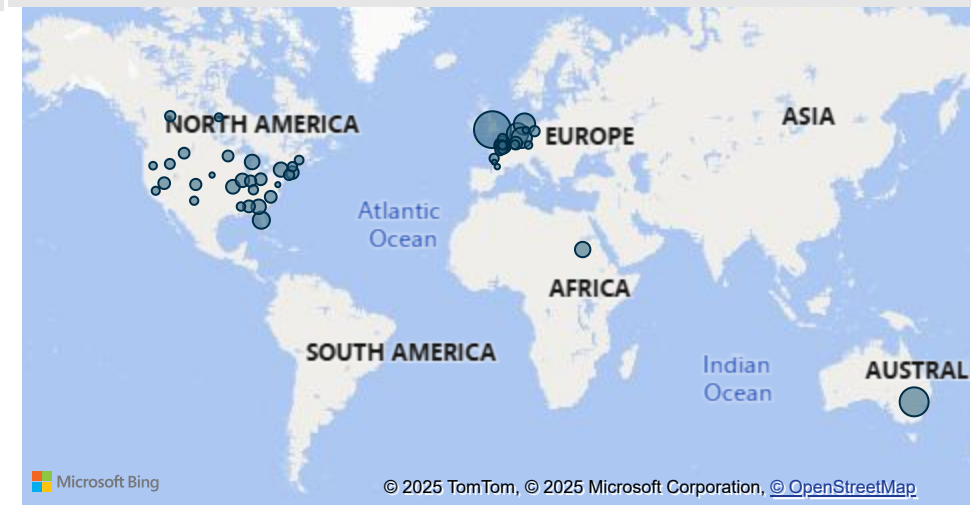 NORTH AMERICA
ASIA
EUROPE
Atlantic
Ocean
AFRICA
SOUTH AMERICA
Indian
Ocean
AUSTRAL
Microsoft Bing
© 2025 TomTom, © 2025 Microsoft Corporation, © OpenStreetMap